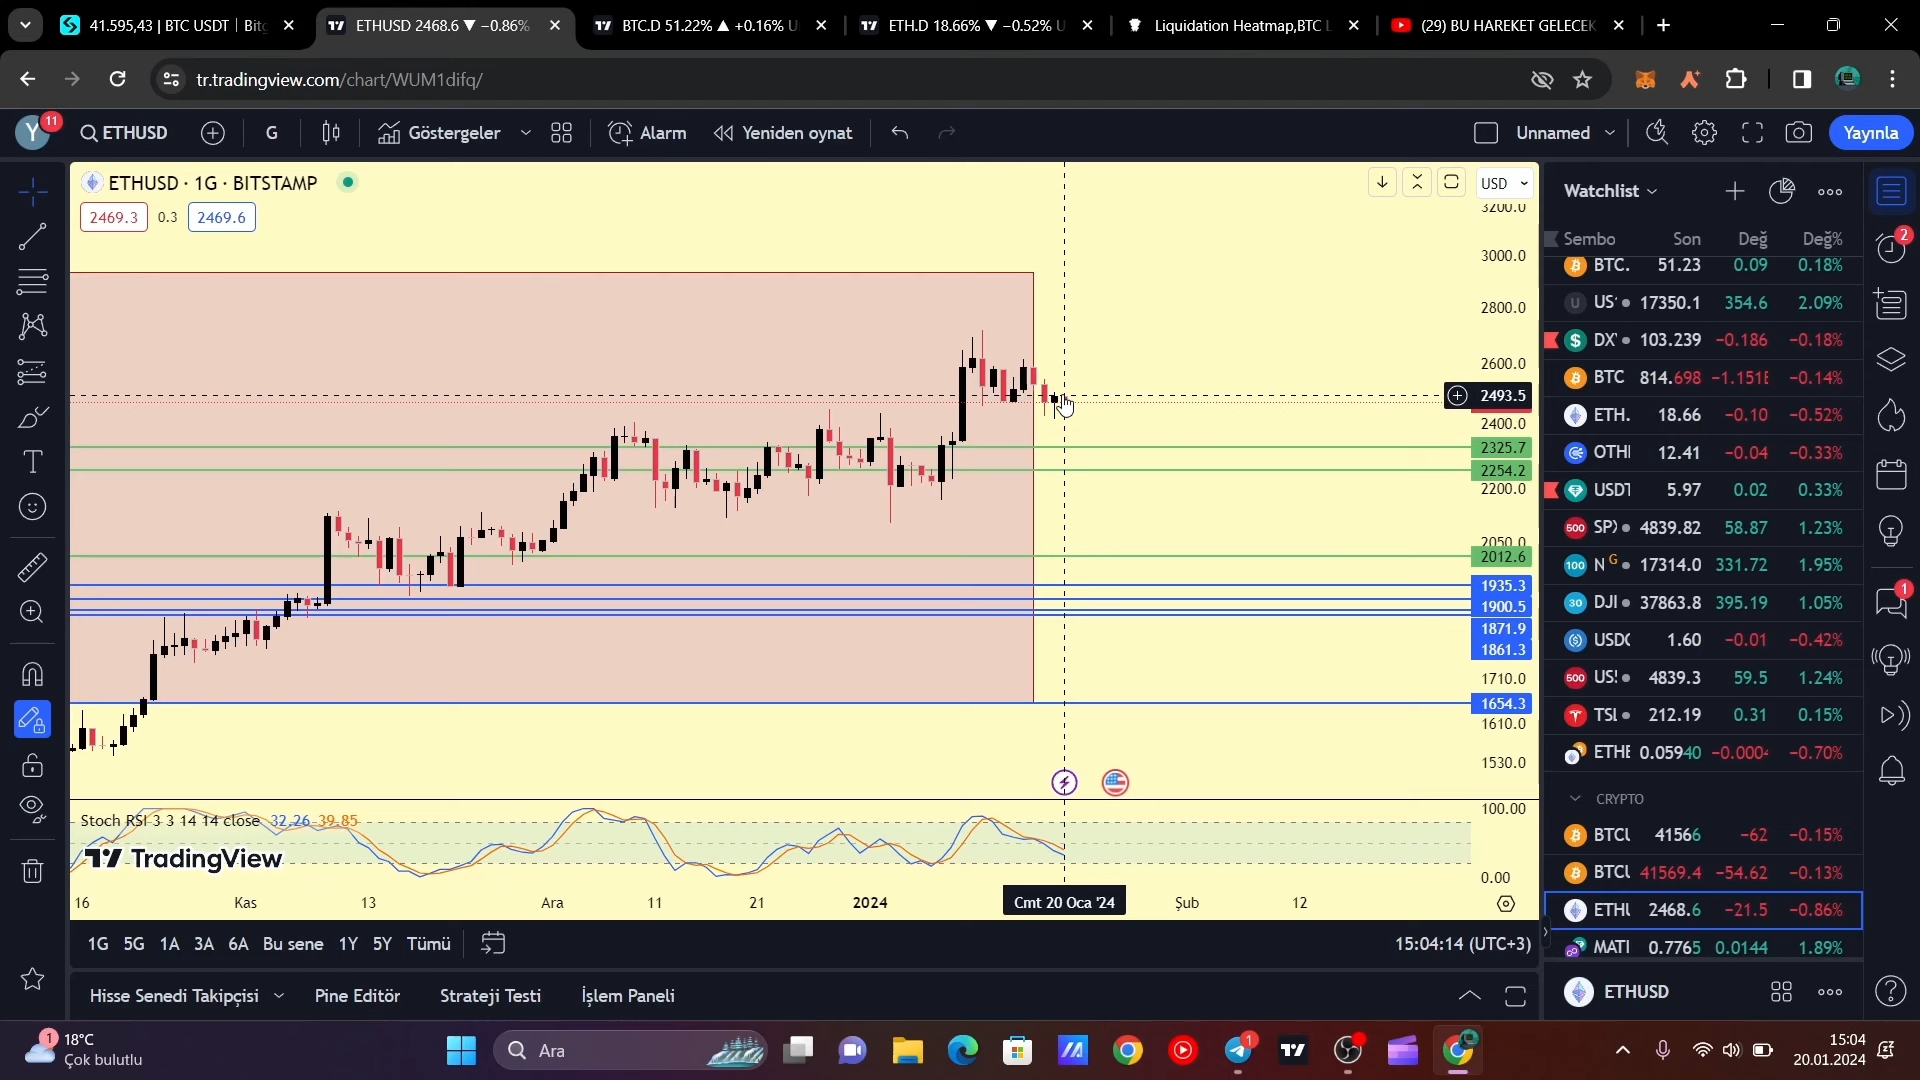 41.595,43 | BTC USDT | Bitg
ETHUSD 2468.6 ▼ −0.86%
BTC.D 51.22% ▲ +0.16% U
ETH.D 18.66% ▼ −0.52% U
Liquidation Heatmap,BTC L
(29) BU HAREKET GELECEK
tr.tradingview.com/chart/WUM1difq/
Y
11
ETHUSD
G
Göstergeler
Alarm
Yeniden oynat
Unnamed
Yayınla
ETHUSD · 1G · BITSTAMP
2469.3
0.3
2469.6
USD
3200.0
3000.0
2800.0
2600.0
2493.5
2400.0
2325.7
2254.2
2200.0
2050.0
2012.6
1935.3
1900.5
1871.9
1861.3
1710.0
1654.3
1610.0
1530.0
Stoch RSI 3 3 14 14 close 32.26 39.85
TradingView
100.00
0.00
16
Kas
13
Ara
11
21
2024
Cmt 20 Oca '24
Şub
12
1G 5G 1A 3A 6A Bu sene 1Y 5Y Tümü
15:04:14 (UTC+3)
Hisse Senedi Takipçisi
Pine Editör
Strateji Testi
İşlem Paneli
Watchlist
Sembo Son Değ Değ%
BTC. 51.23 0.09 0.18%
US 17350.1 354.6 2.09%
DX 103.239 −0.186 −0.18%
BTC 814.698 −1.151 −0.14%
ETH. 18.66 −0.10 −0.52%
OTH 12.41 −0.04 −0.33%
USDT 5.97 0.02 0.33%
SP 4839.82 58.87 1.23%
N G 17314.0 331.72 1.95%
DJI 37863.8 395.19 1.05%
USDC 1.60 −0.01 −0.42%
US 4839.3 59.5 1.24%
TSL 212.19 0.31 0.15%
ETHE 0.05940 −0.0004 −0.70%
CRYPTO
BTCU 41566 −62 −0.15%
BTCU 41569.4 −54.62 −0.13%
ETHU 2468.6 −21.5 −0.86%
MATI 0.7765 0.0144 1.89%
ETHUSD
2
1
1
18°C
Çok bulutlu
Ara
1
15:04
20.01.2024